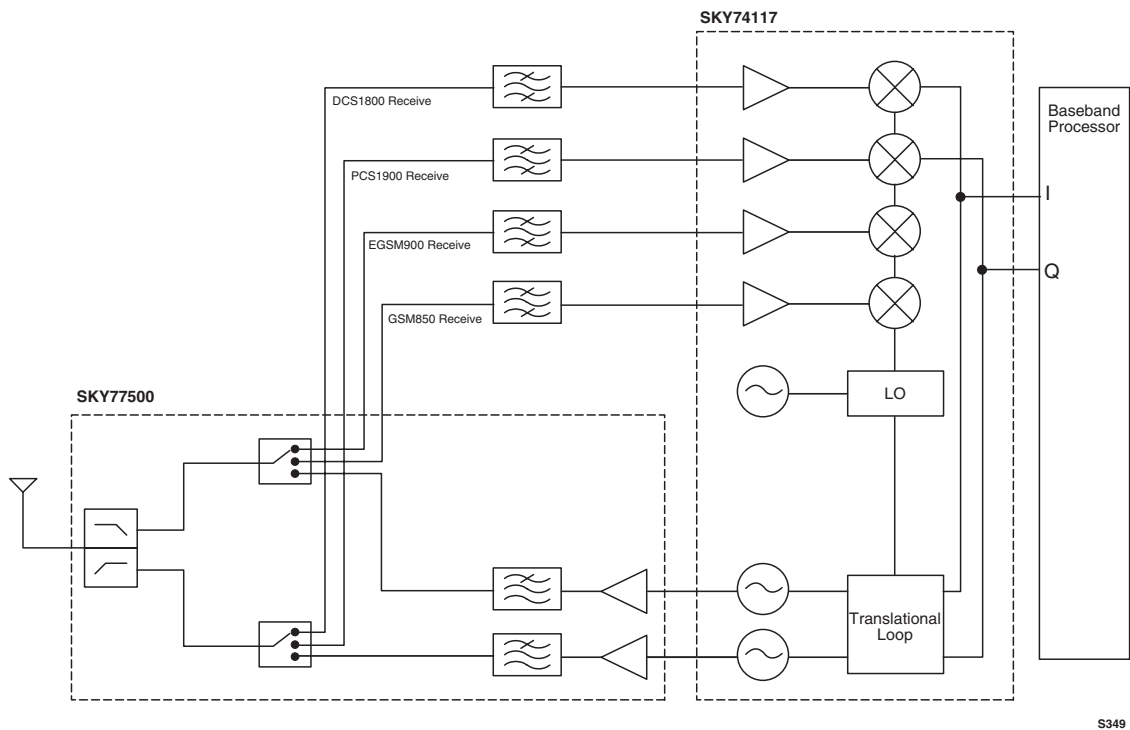 SKY74117
DCS1800 Receive
Baseband
Processor
PCS1900 Receive
I
EGSM900 Receive
Q
GSM850 Receive
LO
SKY77500
Translational
Loop
S349